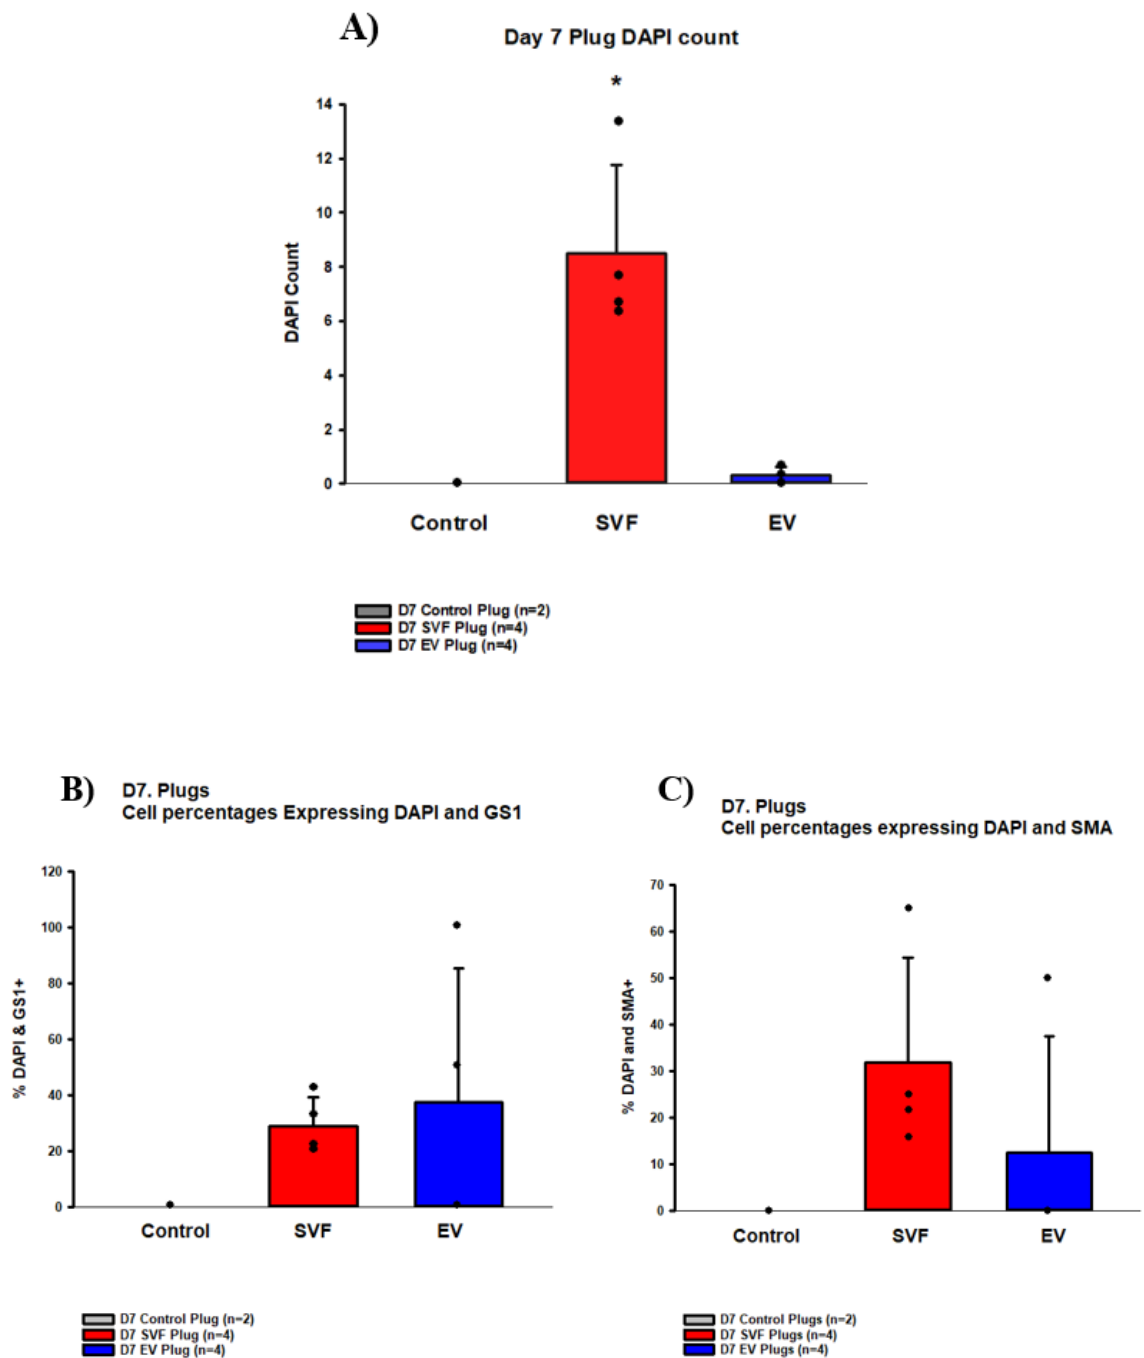 A)
Day 7 Plug DAPI count
*
14
12
10
8
6
4
2
0
DAPI Count
Control SVF EV
D7 Control Plug (n=2)
D7 SVF Plug (n=4)
D7 EV Plug (n=4)
B)
D7. Plugs
Cell percentages Expressing DAPI and GS1
120
100
80
60
40
20
0
% DAPI & GS1+
Control SVF EV
D7 Control Plug (n=2)
D7 SVF Plug (n=4)
D7 EV Plug (n=4)
C)
D7. Plugs
Cell percentages expressing DAPI and SMA
70
60
50
40
30
20
10
0
% DAPI and SMA+
Control SVF EV
D7 Control Plugs (n=2)
D7 SVF Plugs (n=4)
D7 EV Plugs (n=4)